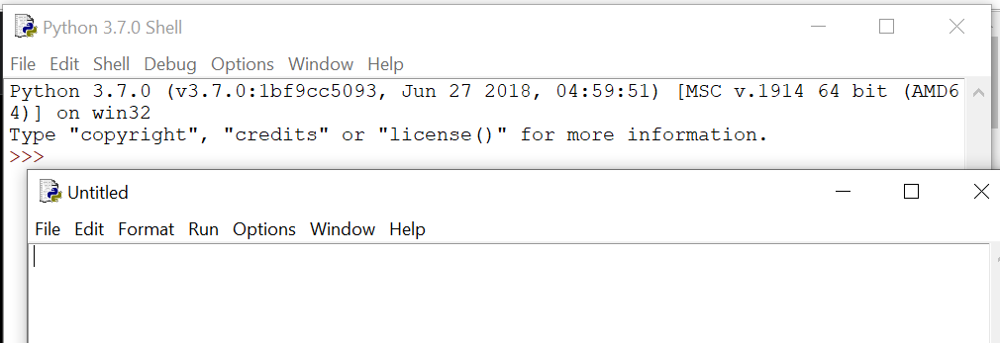 Python 3.7.0 Shell
File Edit Shell Debug Options Window Help
Python 3.7.0 (v3.7.0:1bf9cc5093, Jun 27 2018, 04:59:51) [MSC v.1914 64 bit (AMD6
4)] on win32
Type "copyright", "credits" or "license()" for more information.
>>>
Untitled
File Edit Format Run Options Window Help